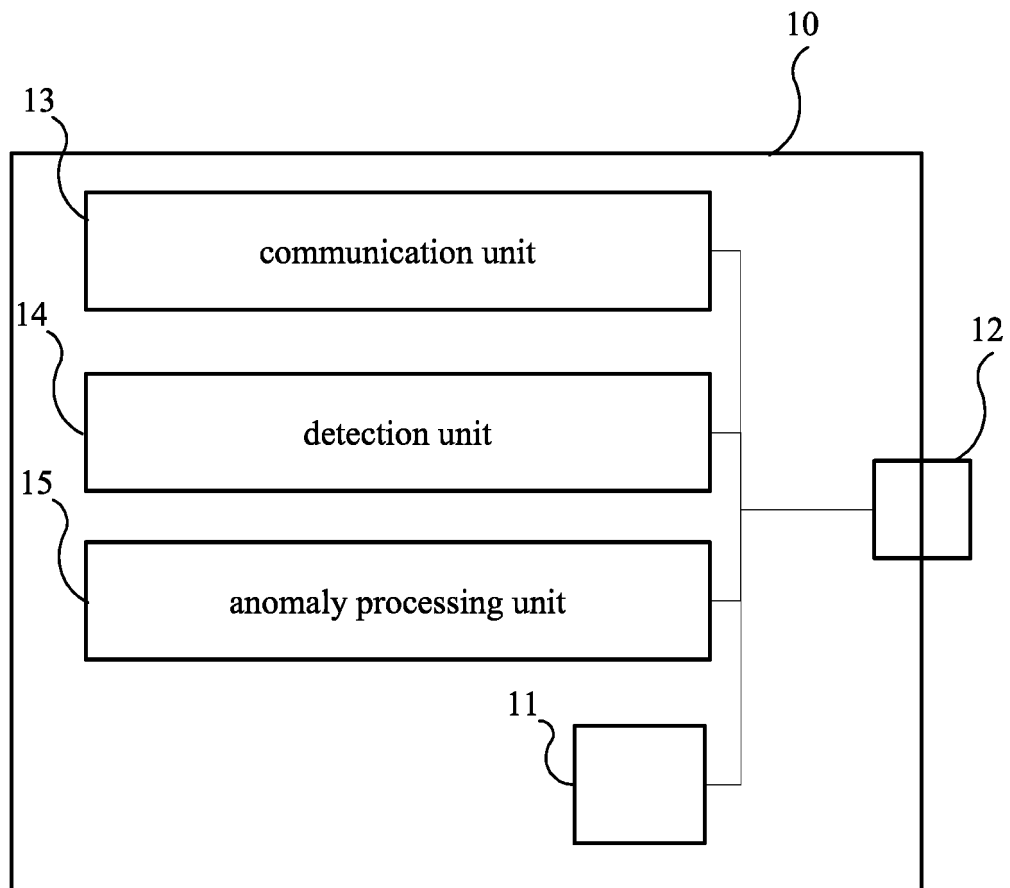 10
13
communication unit
14
12
detection unit
15
anomaly processing unit
11